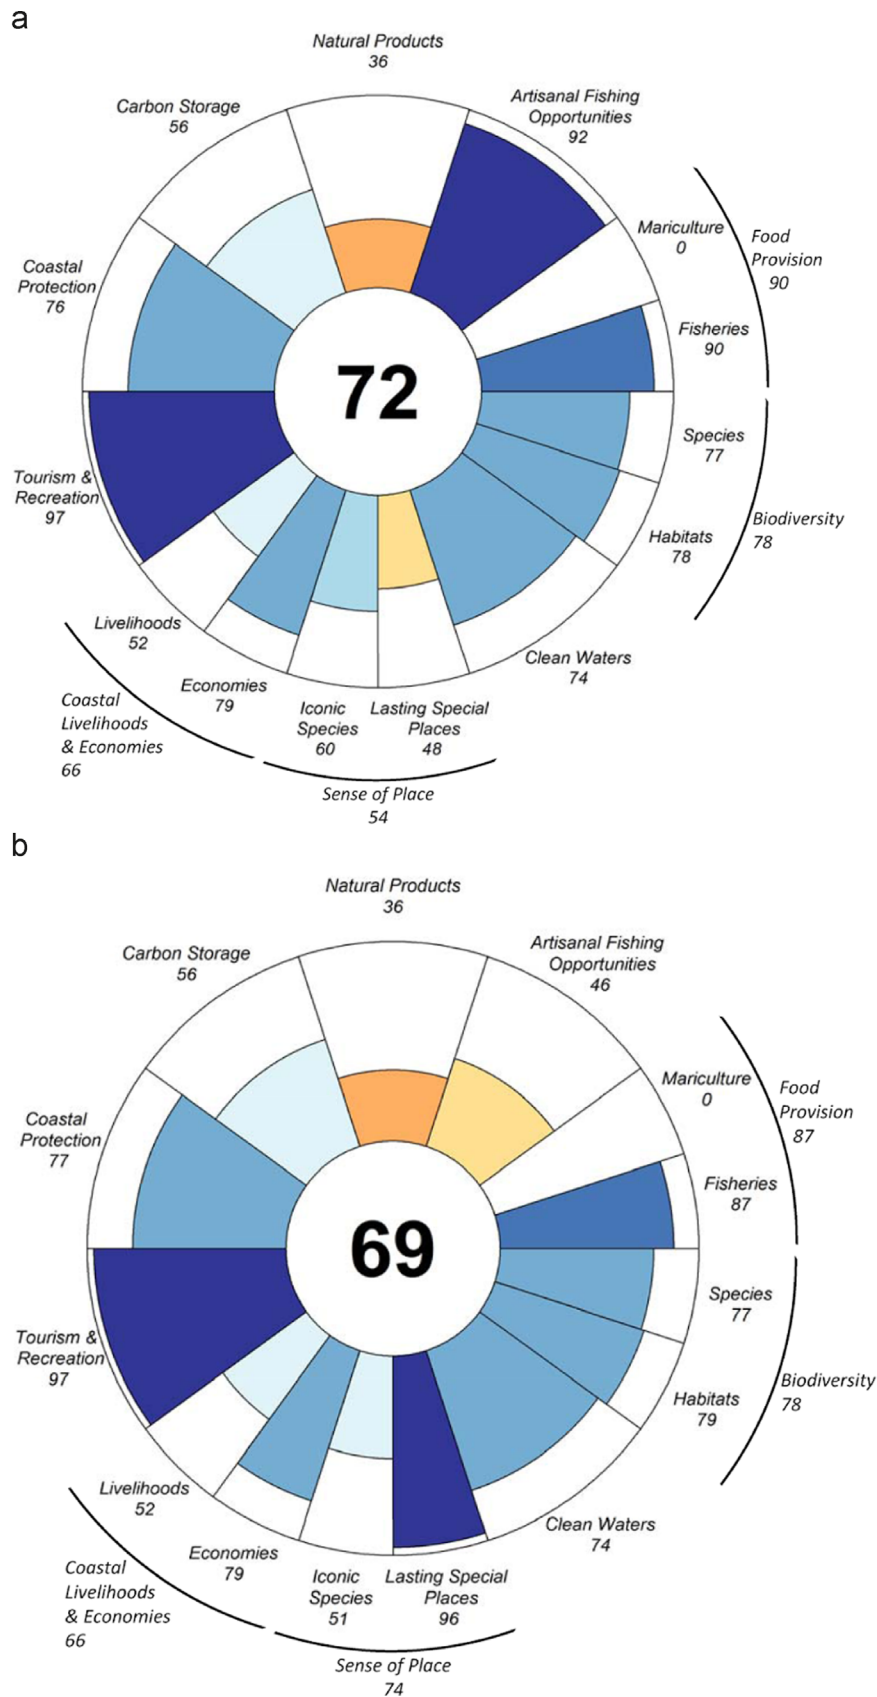 a
Natural Products
36
Carbon Storage
56
Artisanal Fishing
Opportunities
92
Mariculture
0
Food
Provision
90
Coastal
Protection
76
Fisheries
90
72
Species
77
Tourism &
Recreation
97
Biodiversity
78
Habitats
78
Livelihoods
52
Clean Waters
74
Economies
79
Iconic
Species
60
Lasting Special
Places
48
Coastal
Livelihoods
& Economies
66
Sense of Place
54
b
Natural Products
36
Carbon Storage
56
Artisanal Fishing
Opportunities
46
Mariculture
0
Food
Provision
87
Coastal
Protection
77
Fisheries
87
69
Species
77
Tourism &
Recreation
97
Biodiversity
78
Habitats
79
Livelihoods
52
Clean Waters
74
Economies
79
Iconic
Species
51
Lasting Special
Places
96
Coastal
Livelihoods
& Economies
66
Sense of Place
74